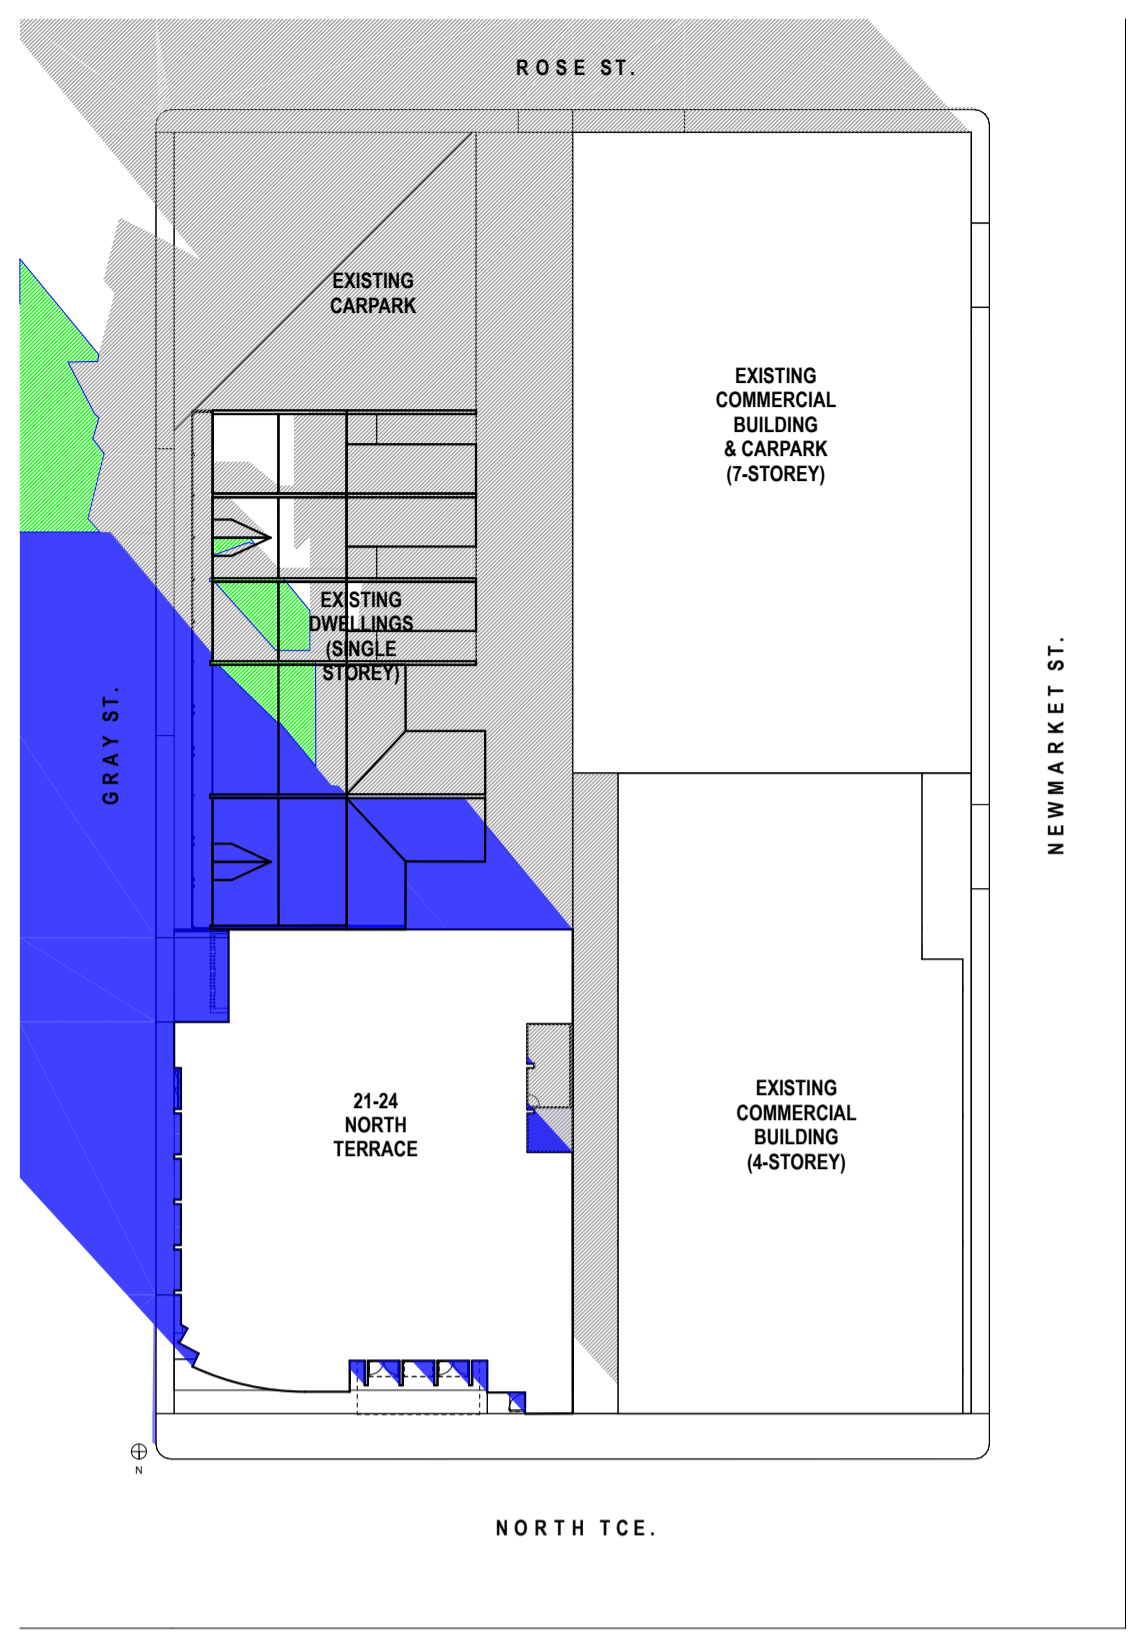 ROSE ST.
EXISTING
CARPARK
EXISTING
COMMERCIAL
BUILDING
& CARPARK
(7-STOREY)
EXISTING
DWELLINGS
(SINGLE
STOREY)
GRAY ST.
NEWMARKET ST.
21-24
NORTH
TERRACE
EXISTING
COMMERCIAL
BUILDING
(4-STOREY)
N
NORTH TCE.